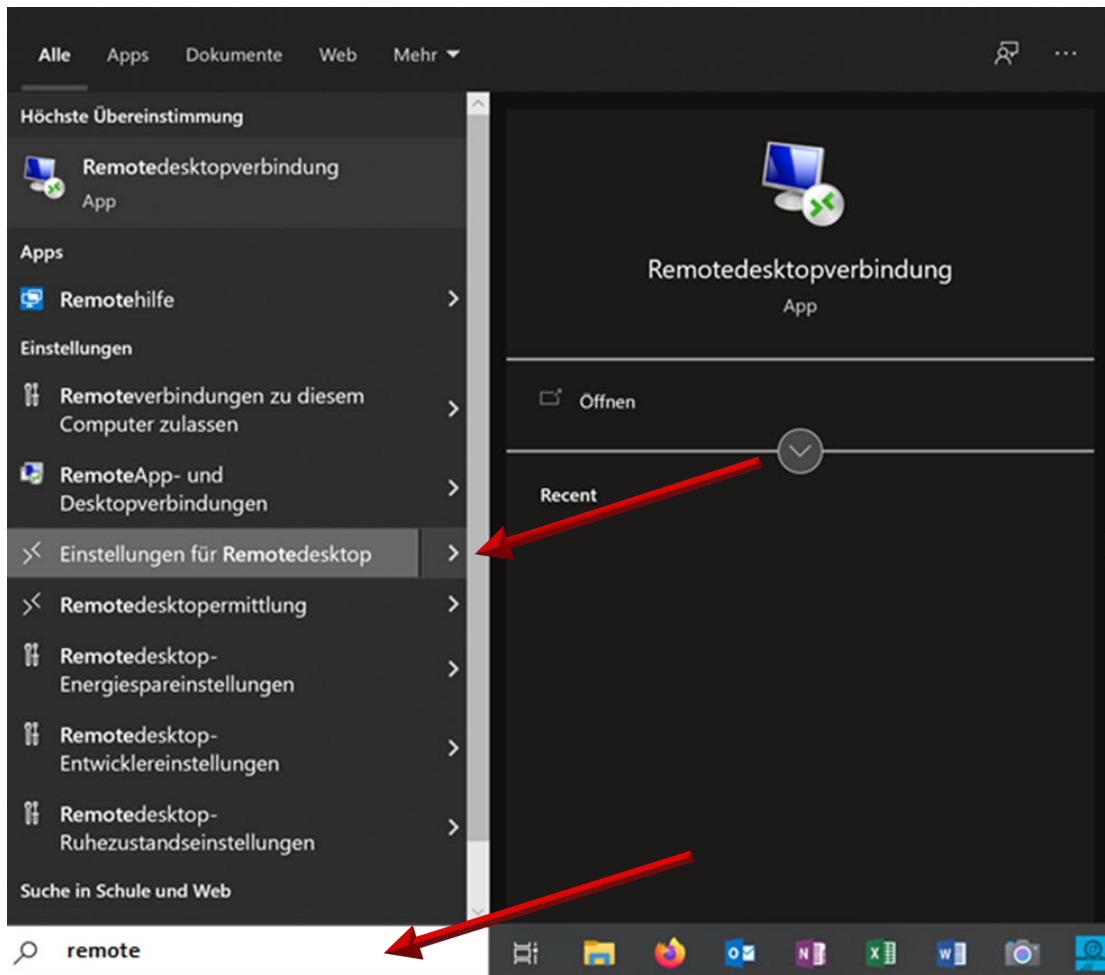 Alle Apps Dokumente Web Mehr
Höchste Übereinstimmung
Remotedesktopverbindung
App
Apps
Remotehilfe
Einstellungen
Remoteverbindungen zu diesem
Computer zulassen
RemoteApp- und
Desktopverbindungen
Einstellungen für Remotedesktop
Remotedesktopermittlung
Remotedesktop-
Energiespareinstellungen
Remotedesktop-
Entwicklereinstellungen
Remotedesktop-
Ruhezustandseinstellungen
Suche in Schule und Web
remote
Remotedesktopverbindung
App
Öffnen
Recent